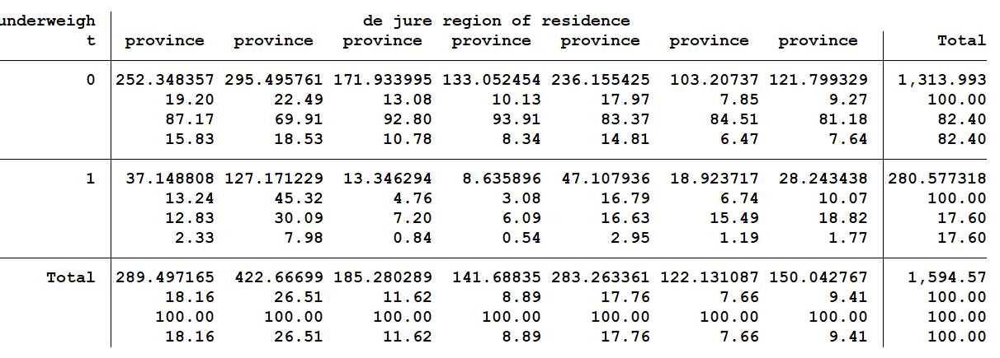 underweigh de jure region of residence
t province province province province province province province Total
0 252.348357 295.495761 171.933995 133.052454 236.155425 103.20737 121.799329 1,313.993
19.20 22.49 13.08 10.13 17.97 7.85 9.27 100.00
87.17 69.91 92.80 93.91 83.37 84.51 81.18 82.40
15.83 18.53 10.78 8.34 14.81 6.47 7.64 82.40
1 37.148808 127.171229 13.346294 8.635896 47.107936 18.923717 28.243438 280.577318
13.24 45.32 4.76 3.08 16.79 6.74 10.07 100.00
12.83 30.09 7.20 6.09 16.63 15.49 18.82 17.60
2.33 7.98 0.84 0.54 2.95 1.19 1.77 17.60
Total 289.497165 422.66699 185.280289 141.68835 283.263361 122.131087 150.042767 1,594.57
18.16 26.51 11.62 8.89 17.76 7.66 9.41 100.00
100.00 100.00 100.00 100.00 100.00 100.00 100.00 100.00
18.16 26.51 11.62 8.89 17.76 7.66 9.41 100.00